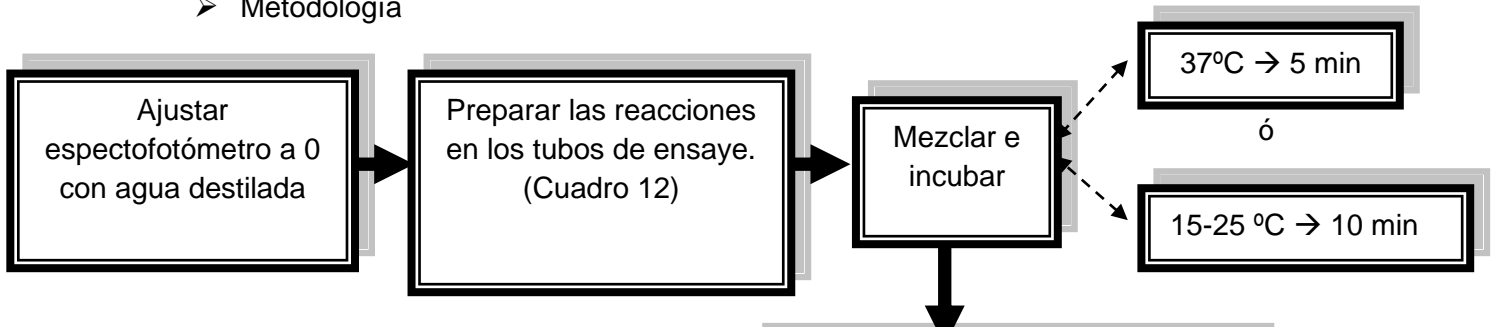 ➢ Metodología
Ajustar
espectofotómetro a 0
con agua destilada
Preparar las reacciones
en los tubos de ensaye.
(Cuadro 12)
Mezclar e
incubar
37ºC → 5 min
ó
15-25 ºC → 10 min